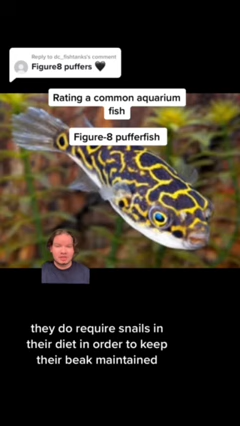 Reply to dc_fishtanks's comment
Figure8 puffers 🖤
Rating a common aquarium
fish
Figure-8 pufferfish
they do require snails in
their diet in order to keep
their beak maintained